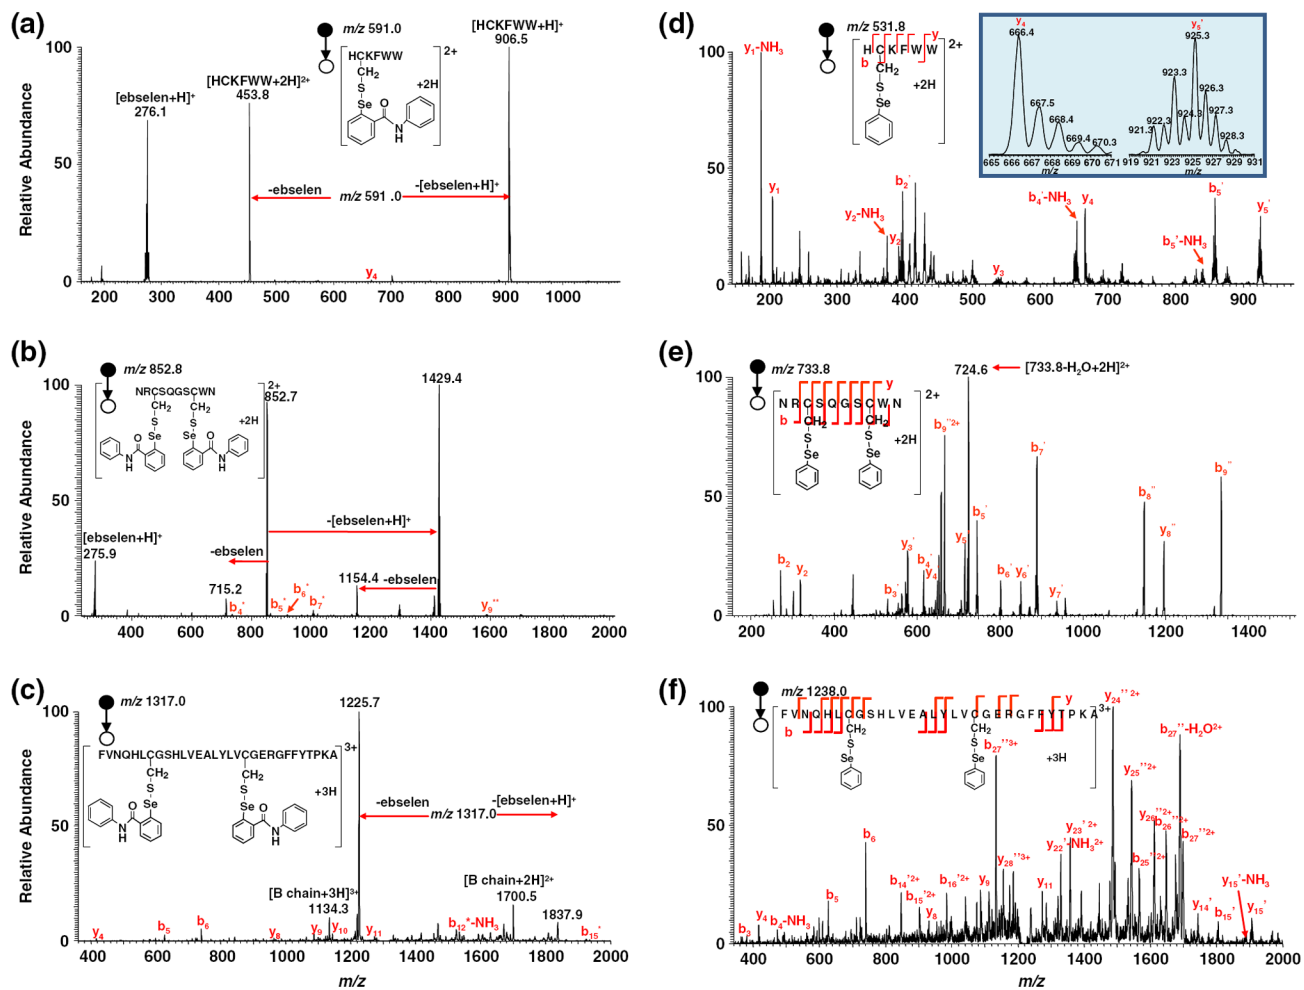 (a)
m/z 591.0
[HCKFWW+H]+
906.5
100
HCKFWW
2+
CH2
S
S
Se
O
N
H
+2H
[HCKFWW+2H]2+
453.8
[ebselen+H]+
276.1
Relative Abundance
50
-ebselen
m/z 591 .0
-[ebselen+H]+
y4
0
200 400 600 800 1000
(b)
m/z 852.8
NRCSQGSCWN
2+
852.7
1429.4
100
CH2 CH2
S S
S S
Se Se
O O
N N
H H
+2H
Relative Abundance
50
[ebselen+H]+
275.9
-[ebselen+H]+
-ebselen
-ebselen
1154.4
715.2
b4*
b5*
b6*
b7*
y9**
0
400 600 800 1000 1200 1400 1600 1800 2000
(c)
m/z 1317.0
1225.7
100
FVNQHLCGSHLVEALYLVCGERGFFYTPKA
3+
CH2 CH2
S S
S S
Se Se
O O
N N
H H
+3H
Relative Abundance
50
-ebselen
m/z 1317.0
-[ebselen+H]+
[B chain+3H]3+
1134.3
[B chain+2H]2+
1700.5
1837.9
y4
b5
b6
y8
y9
y10
y11
b12*-NH3
b15*
0
400 600 800 1000 1200 1400 1600 1800 2000
m/z
(d)
m/z 531.8
100
y1-NH3
H C K F W W
y
b
2+
CH2
S
S
Se
+2H
y4
666.4
667.5
668.4
669.4
670.3
665 666 667 668 669 670 671
m/z
y5'
925.3
923.3
926.3
927.3
924.3
922.3
921.3
928.3
919 921 923 925 927 929 931
m/z
50
y1
y2-NH3
y2
b2'
y3
b4'-NH3
y4
b5'-NH3
b5'
y5'
0
200 300 400 500 600 700 800 900
(e)
m/z 733.8
724.6
[733.8-H2O+2H]2+
100
N R C S Q G S C W N
y
b
2+
CH2 CH2
S S
S S
Se Se
+2H
50
b2
y2
b3'
y3'
b4'
y4'
b9''2+
y5'
b5'
b6'
y6'
b7'
y7'
b8''
y8''
b9''
0
200 400 600 800 1000 1200 1400
(f)
m/z 1238.0
100
F V N Q H L C G S H L V E A L Y L V C G E R G F F Y T P K A
y
b
3+
CH2 CH2
S S
S S
Se Se
+3H
50
b3
y4
b4-NH3
b5
b6
b14'2+
b15'2+
y8
b16'2+
y9
b27''3+
y28''3+
y11
y22'-NH32+
y23'2+
y24''2+
y25''2+
b25''2+
y26''2+
b26''2+
b27''-H2O2+
b27''2+
y14'
b15'
y15'-NH3
y15'
0
400 600 800 1000 1200 1400 1600 1800 2000
m/z